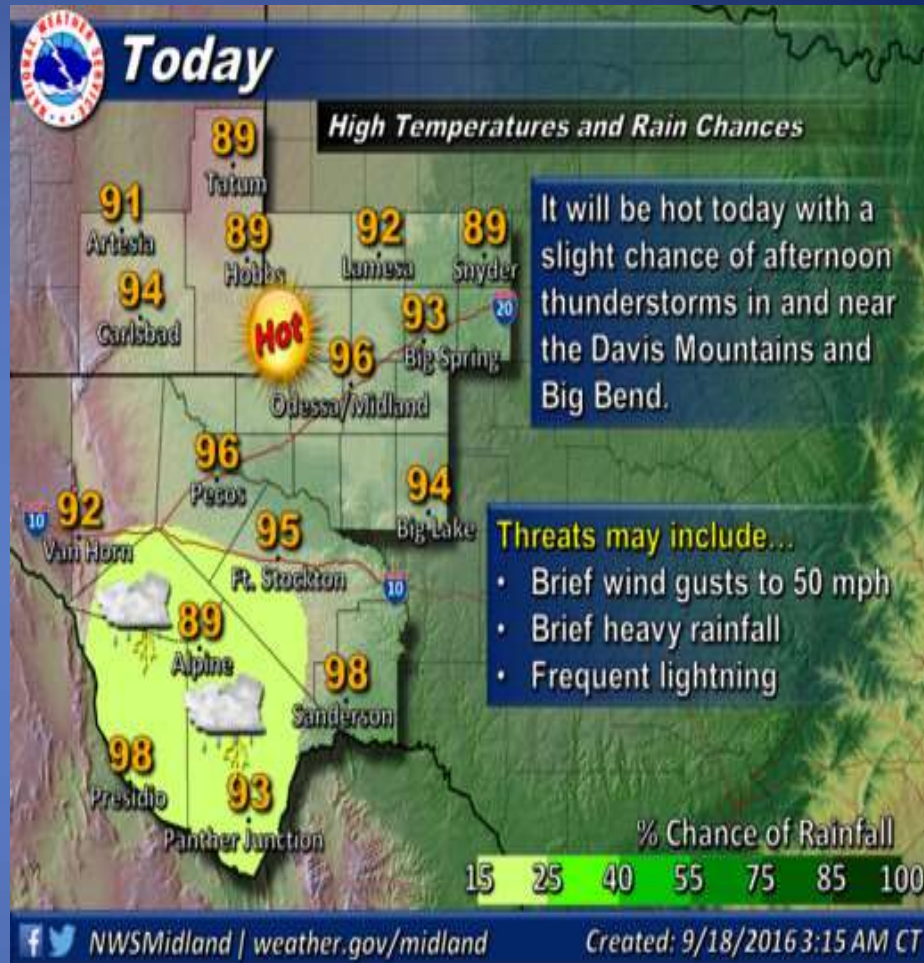 NATIONAL WEATHER SERVICE
Today
High Temperatures and Rain Chances
89
Tatum
91
Artesia
89
Hobbs
92
Lamesa
89
Snyder
94
Carlsbad
Hot
93
Big Spring
20
96
Odessa/Midland
96
Pecos
94
Big Lake
10
92
Van Horn
95
Ft. Stockton
10
89
Alpine
98
Sanderson
98
Presidio
93
Panther Junction
It will be hot today with a
slight chance of afternoon
thunderstorms in and near
the Davis Mountains and
Big Bend.
Threats may include...
• Brief wind gusts to 50 mph
• Brief heavy rainfall
• Frequent lightning
% Chance of Rainfall
15 25 40 55 75 85 100
NWSMidland | weather.gov/midland
Created: 9/18/2016 3:15 AM CT